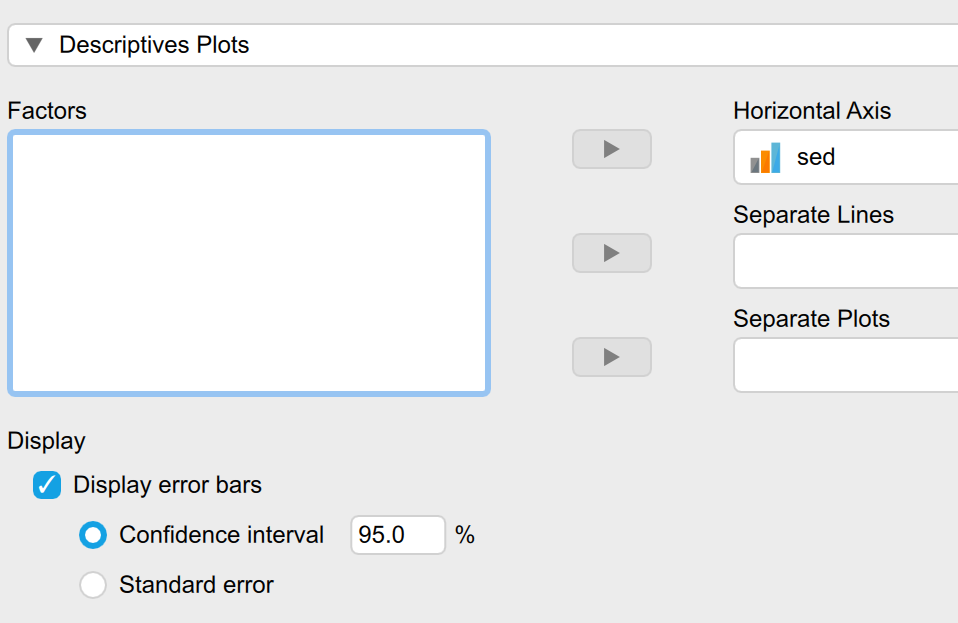 Descriptives Plots
Factors
Horizontal Axis
sed
Separate Lines
Separate Plots
Display
Display error bars
Confidence interval 95.0 %
Standard error